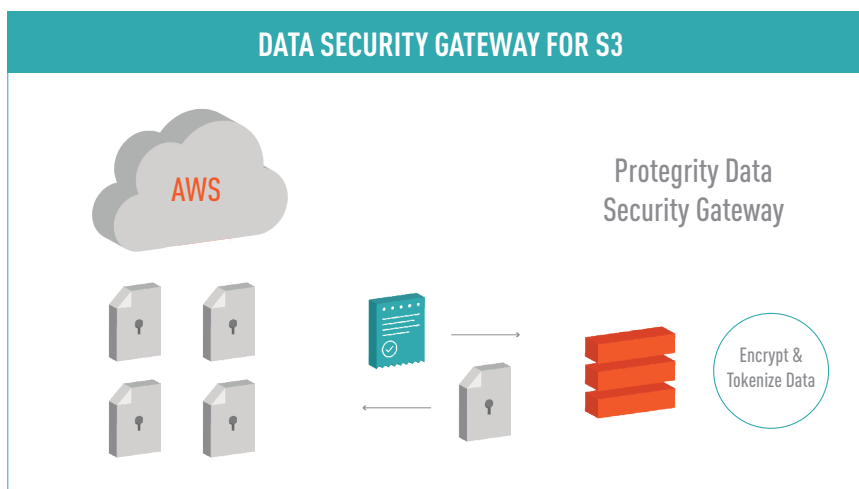 DATA SECURITY GATEWAY FOR S3
AWS
Protegrity Data
Security Gateway
Encrypt &
Tokenize Data